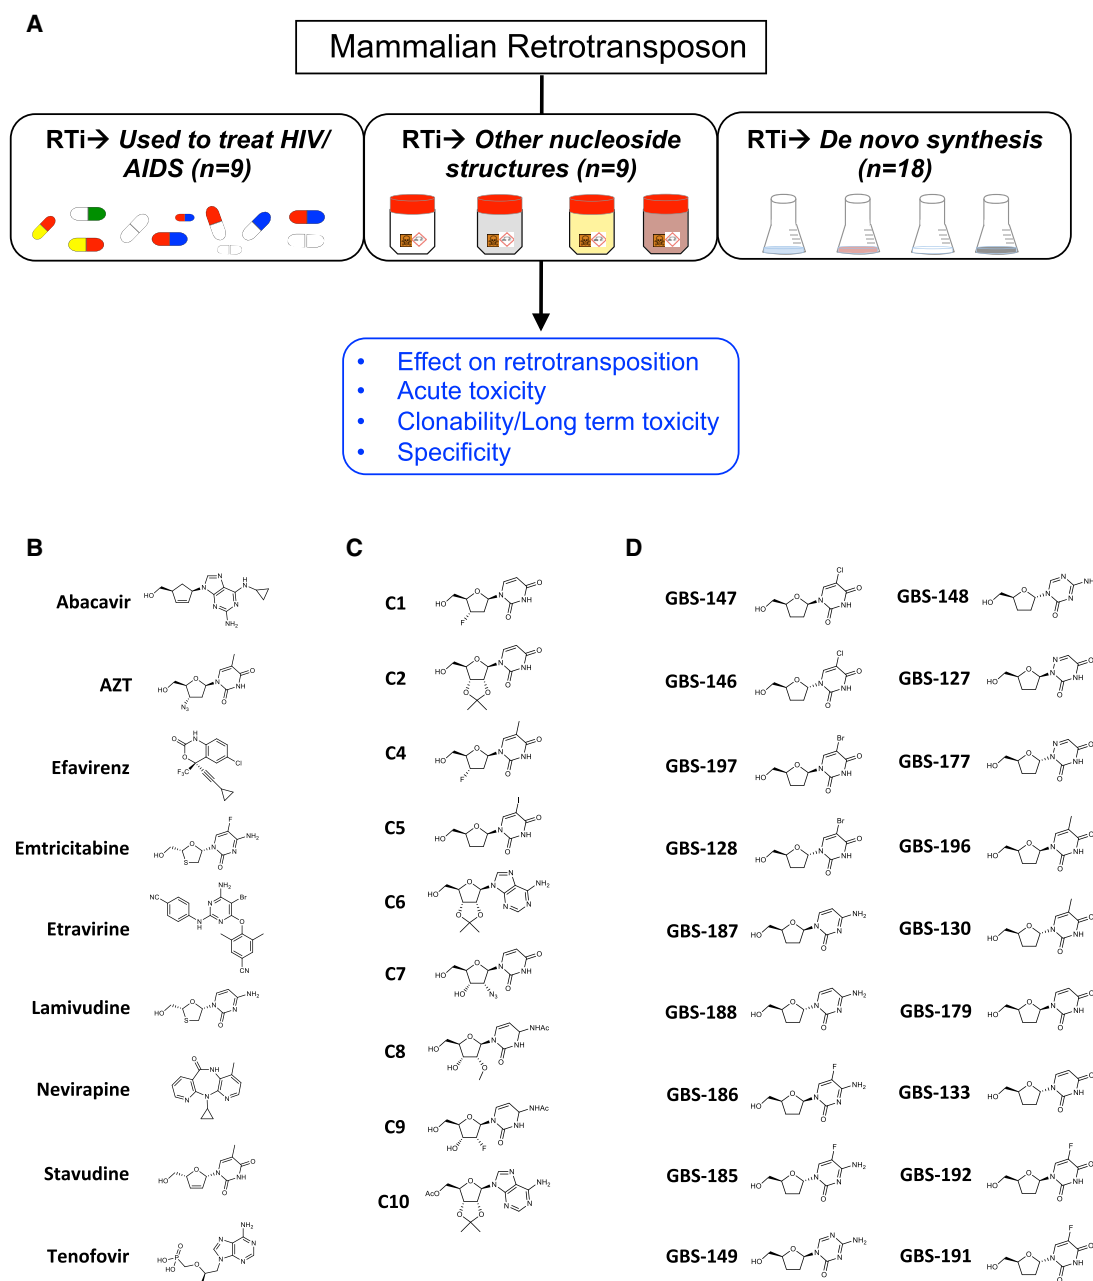 A
Mammalian Retrotransposon
RTi→ Used to treat HIV/
AIDS (n=9)
RTi→ Other nucleoside
structures (n=9)
RTi→ De novo synthesis
(n=18)
• Effect on retrotransposition
• Acute toxicity
• Clonability/Long term toxicity
• Specificity
B
Abacavir
AZT
Efavirenz
Emtricitabine
Etravirine
Lamivudine
Nevirapine
Stavudine
Tenofovir
C
C1
C2
C4
C5
C6
C7
C8
C9
C10
D
GBS-147
GBS-146
GBS-197
GBS-128
GBS-187
GBS-188
GBS-186
GBS-185
GBS-149
GBS-148
GBS-127
GBS-177
GBS-196
GBS-130
GBS-179
GBS-133
GBS-192
GBS-191